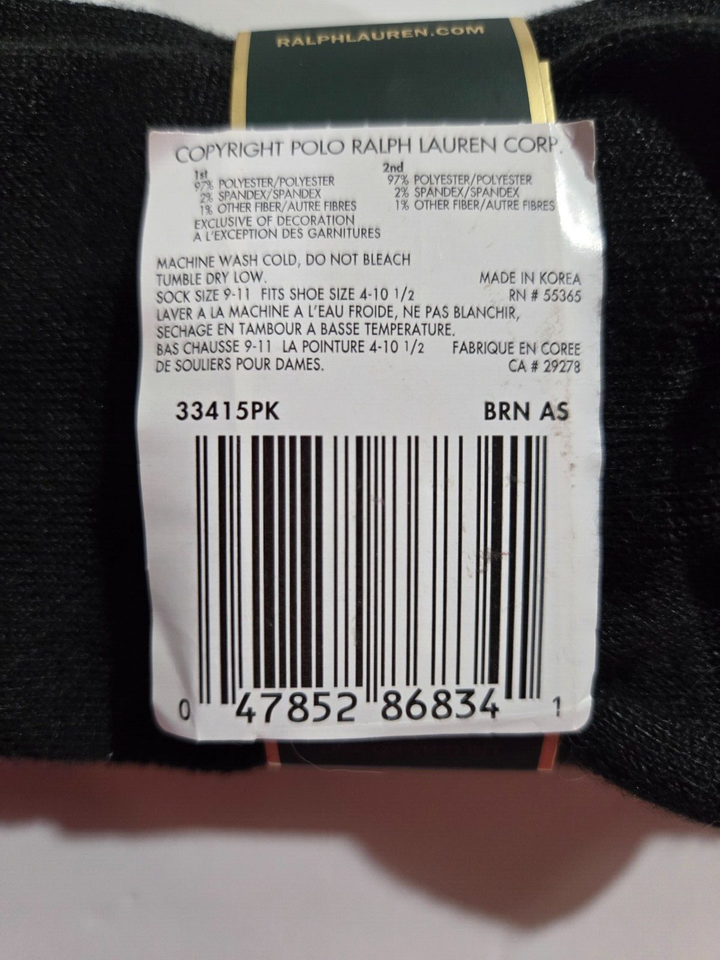 RALPHLAUREN.COM
COPYRIGHT POLO RALPH LAUREN CORP.
1st 2nd
97% POLYESTER/POLYESTER 97% POLYESTER/POLYESTER
2% SPANDEX/SPANDEX 2% SPANDEX/SPANDEX
1% OTHER FIBER/AUTRE FIBRES 1% OTHER FIBER/AUTRE FIBRES
EXCLUSIVE OF DECORATION
A L'EXCEPTION DES GARNITURES
MACHINE WASH COLD, DO NOT BLEACH
TUMBLE DRY LOW. MADE IN KOREA
SOCK SIZE 9-11 FITS SHOE SIZE 4-10 1/2 RN # 55365
LAVER A LA MACHINE A L'EAU FROIDE, NE PAS BLANCHIR,
SECHAGE EN TAMBOUR A BASSE TEMPERATURE.
BAS CHAUSSE 9-11 LA POINTURE 4-10 1/2 FABRIQUE EN COREE
DE SOULIERS POUR DAMES. CA # 29278
33415PK BRN AS
0 47852 86834 1